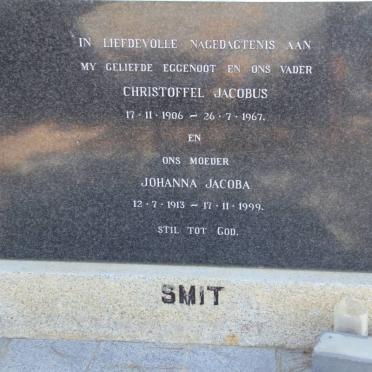 IN LIEFDEVOLLE NAGEDAGTENIS AAN
MY GELIEFDE EGGENOOT EN ONS VADER
CHRISTOFFEL JACOBUS
17·11·1906 ~ 26·7·1967.
EN
ONS MOEDER
JOHANNA JACOBA
12·7·1913 ~ 17·11·1999.
STIL TOT GOD.
SMIT